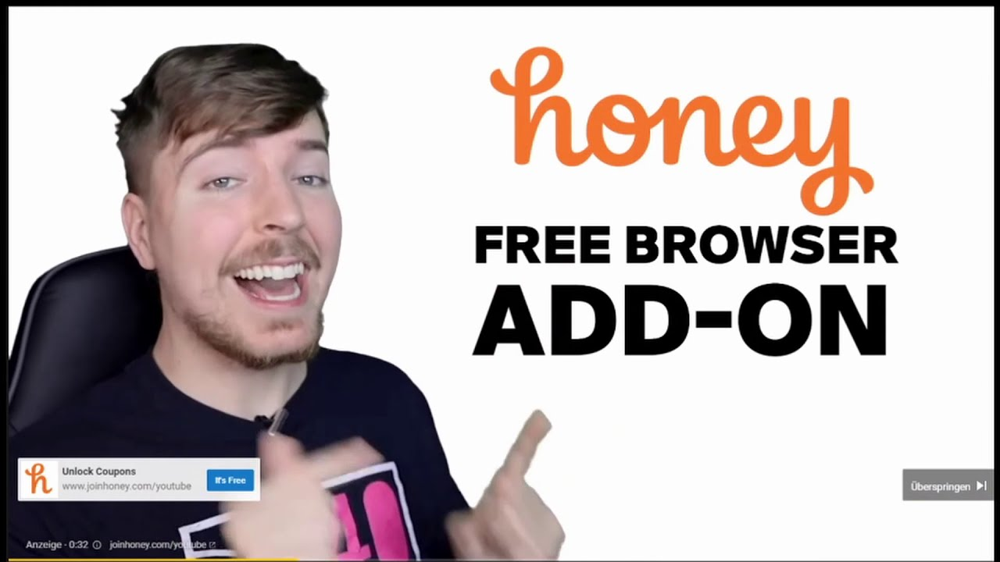 honey
FREE BROWSER
ADD-ON
Unlock Coupons
www.joinhoney.com/youtube
It's Free
Überspringen
Anzeige - 0:32
joinhoney.com/youtube